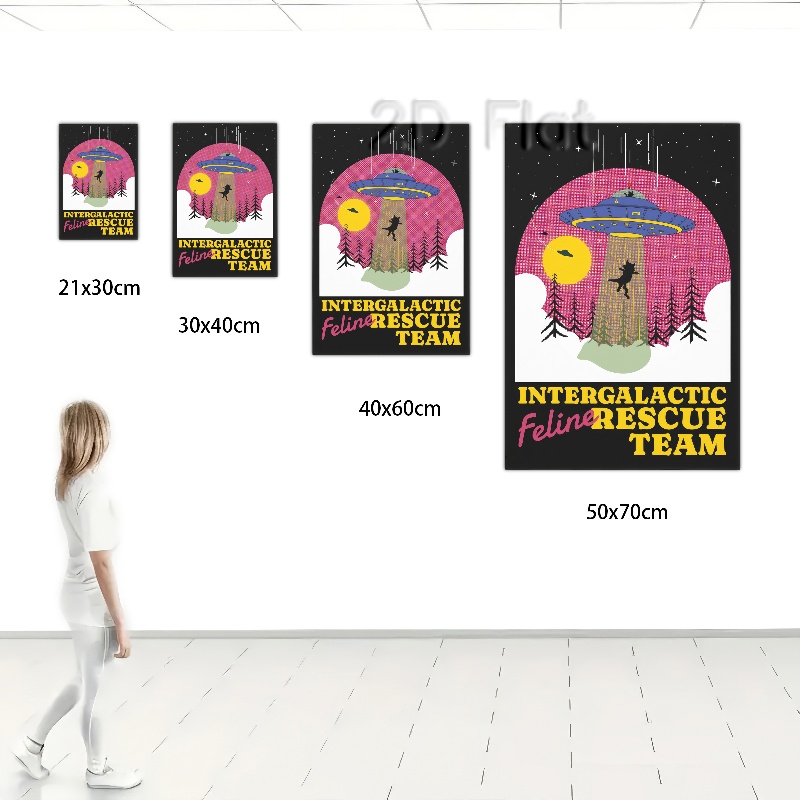 2D Flat
INTERGALACTIC
Feline RESCUE
TEAM
21x30cm
INTERGALACTIC
Feline RESCUE
TEAM
30x40cm
INTERGALACTIC
Feline RESCUE
TEAM
40x60cm
INTERGALACTIC
Feline RESCUE
TEAM
50x70cm